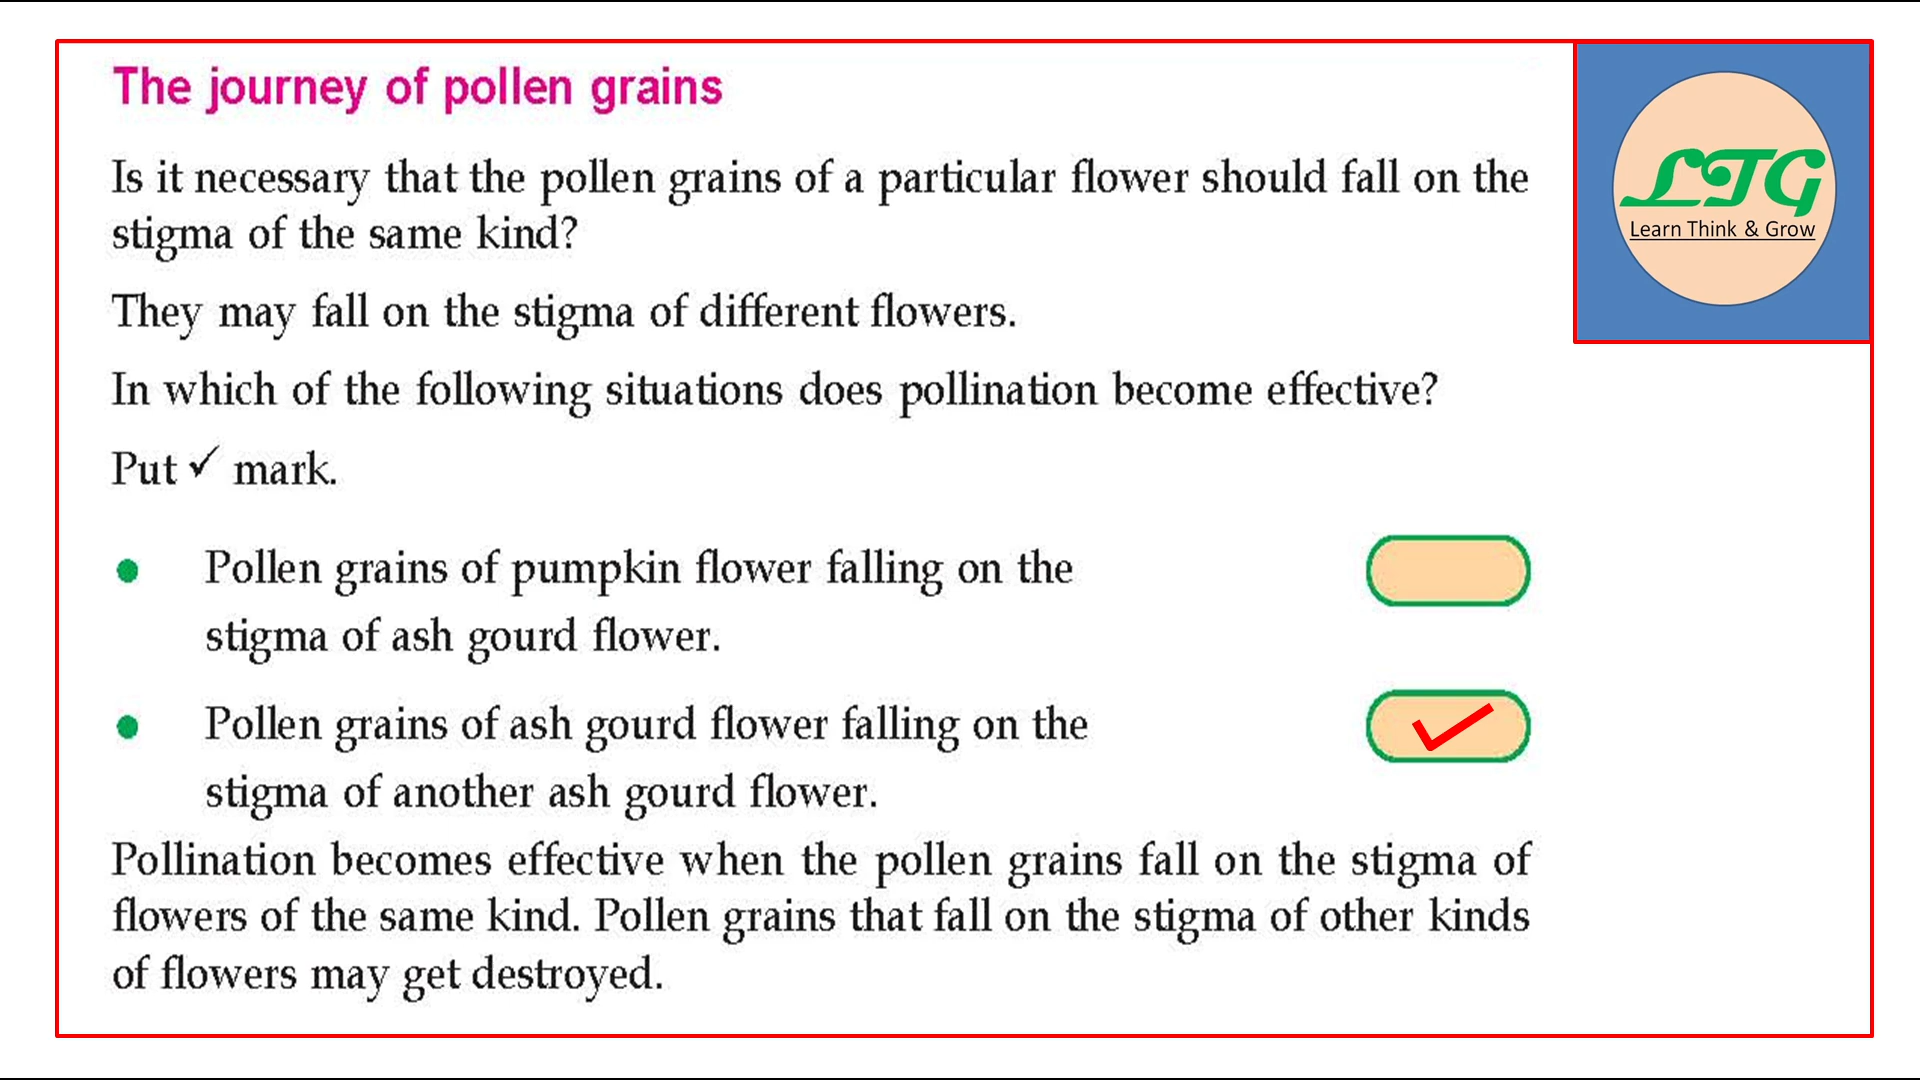 The journey of pollen grains
Is it necessary that the pollen grains of a particular flower should fall on the
stigma of the same kind?
They may fall on the stigma of different flowers.
In which of the following situations does pollination become effective?
Put ✓ mark.
● Pollen grains of pumpkin flower falling on the
stigma of ash gourd flower.
● Pollen grains of ash gourd flower falling on the
stigma of another ash gourd flower.
Pollination becomes effective when the pollen grains fall on the stigma of
flowers of the same kind. Pollen grains that fall on the stigma of other kinds
of flowers may get destroyed.
LTG
Learn Think & Grow